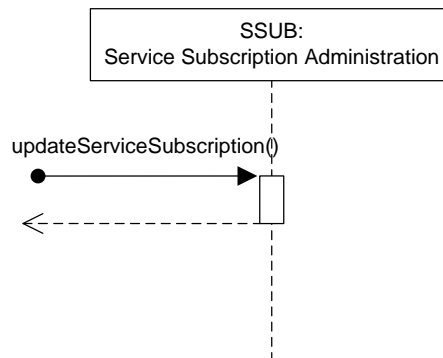 SSUB:
Service Subscription Administration
updateServiceSubscription()